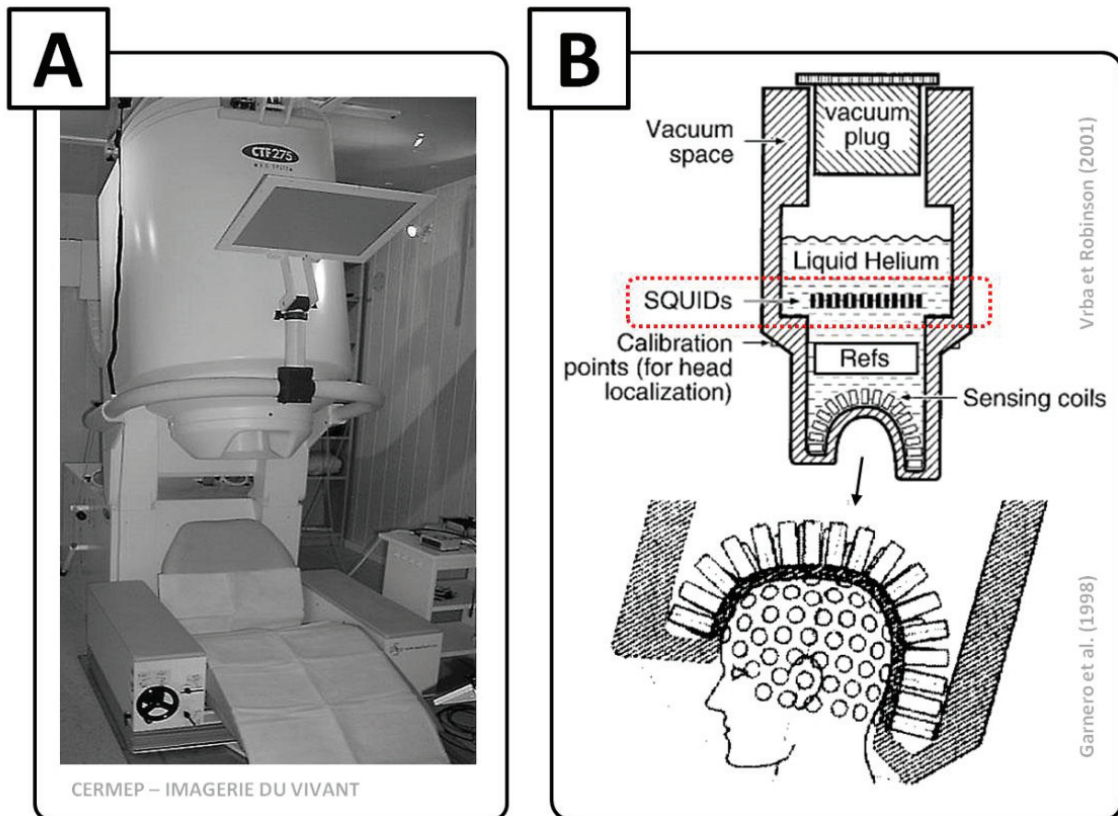 A
CTF275
M.E.G. SYSTEM
CERMEP – IMAGERIE DU VIVANT
B
Vacuum
space
vacuum
plug
Liquid Helium
SQUIDs
Calibration
points (for head
localization)
Refs
Sensing coils
Vrba et Robinson (2001)
Garnero et al. (1998)